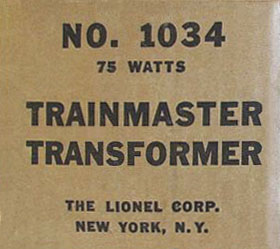 NO. 1034
75 WATTS
TRAINMASTER
TRANSFORMER
THE LIONEL CORP.
NEW YORK, N.Y.